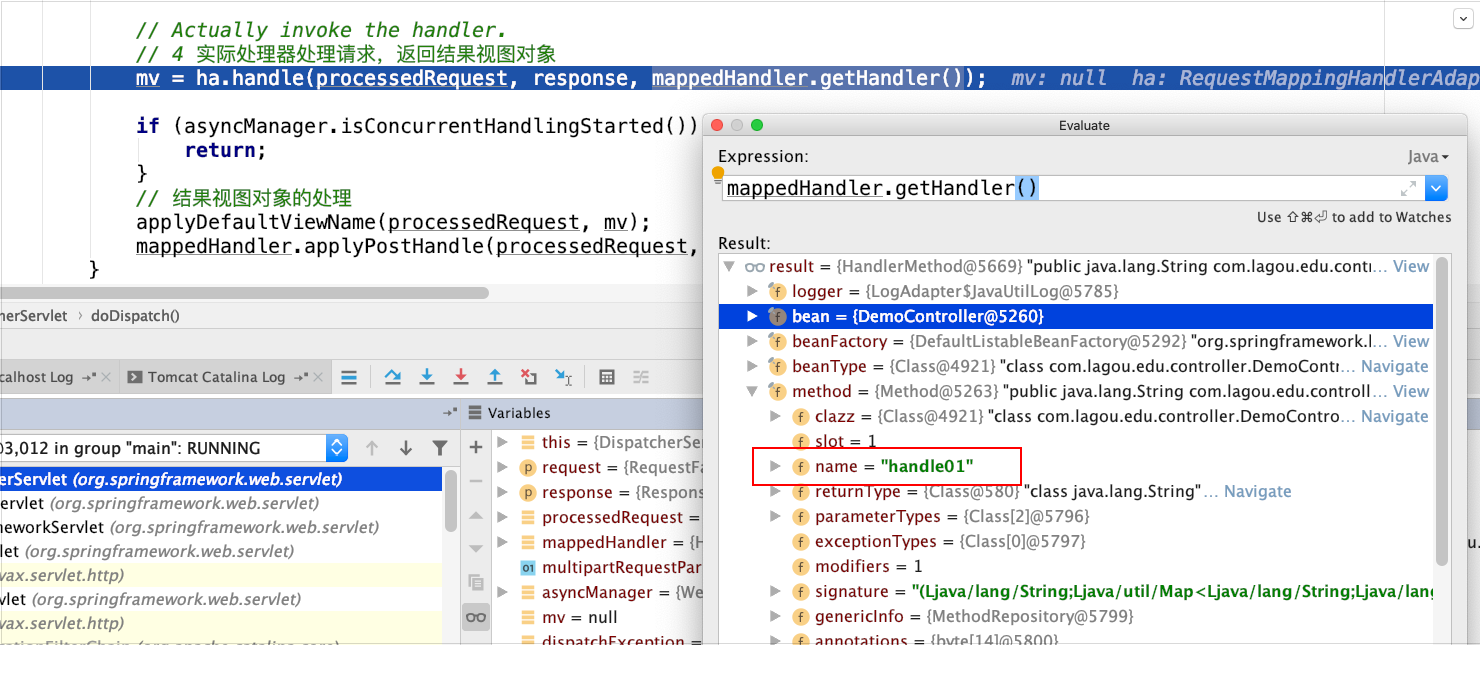 // Actually invoke the handler.
// 4 实际处理器处理请求，返回结果视图对象
mv = ha.handle(processedRequest, response, mappedHandler.getHandler()); mv: null ha: RequestMappingHandlerAdap
if (asyncManager.isConcurrentHandlingStarted())
return;
}
// 结果视图对象的处理
applyDefaultViewName(processedRequest, mv);
mappedHandler.applyPostHandle(processedRequest,
}
herServlet › doDispatch()
calhost Log
Tomcat Catalina Log
Variables
03,012 in group "main": RUNNING
erServlet (org.springframework.web.servlet)
ervlet (org.springframework.web.servlet)
neworkServlet (org.springframework.web.servlet)
let (org.springframework.web.servlet)
vax.servlet.http)
vlet (org.springframework.web.servlet)
vax.servlet.http)
ctionFilterChain (org.apache.catalina.core)
this = {DispatcherSe
request = {RequestFa
response = {Respons
processedRequest =
mappedHandler = {H
multipartRequestPar
asyncManager = {We
mv = null
dispatchException =
Evaluate
Expression:
Java
mappedHandler.getHandler()
Use ⇧⌘⏎ to add to Watches
Result:
result = {HandlerMethod@5669} "public java.lang.String com.lagou.edu.contr... View
logger = {LogAdapter$JavaUtilLog@5785}
bean = {DemoController@5260}
beanFactory = {DefaultListableBeanFactory@5292} "org.springframework.l... View
beanType = {Class@4921} "class com.lagou.edu.controller.DemoContr... Navigate
method = {Method@5263} "public java.lang.String com.lagou.edu.controll... View
clazz = {Class@4921} "class com.lagou.edu.controller.DemoContro... Navigate
slot = 1
name = "handle01"
returnType = {Class@580} "class java.lang.String"... Navigate
parameterTypes = {Class[2]@5796}
exceptionTypes = {Class[0]@5797}
modifiers = 1
signature = "(Ljava/lang/String;Ljava/util/Map<Ljava/lang/String;Ljava/lang
genericInfo = {MethodRepository@5799}
annotations = {byte[14]@5800}